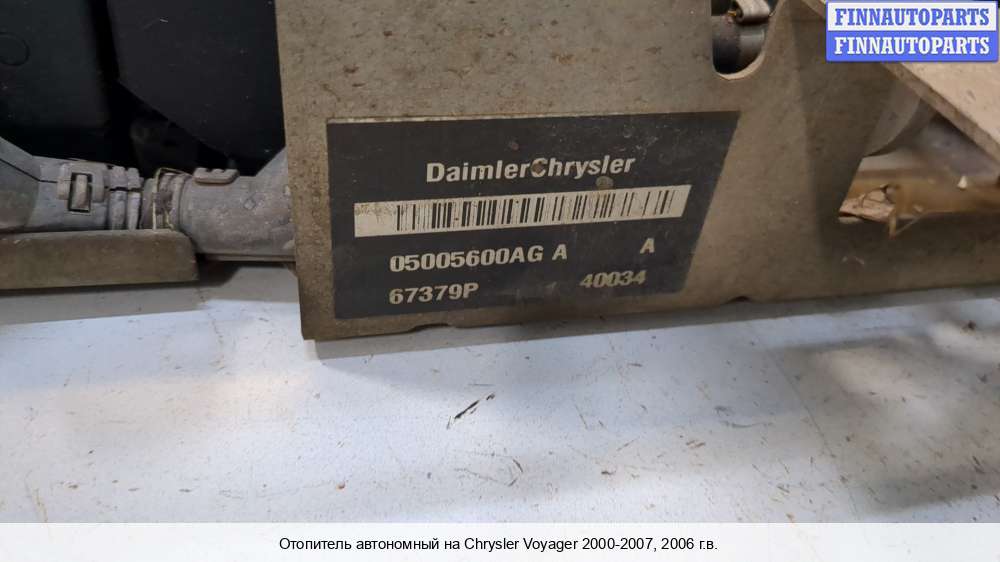 FINNAUTOPARTS
FINNAUTOPARTS
DaimlerChrysler
05005600AG A A
67379P 40034
Отопитель автономный на Chrysler Voyager 2000-2007, 2006 г.в.